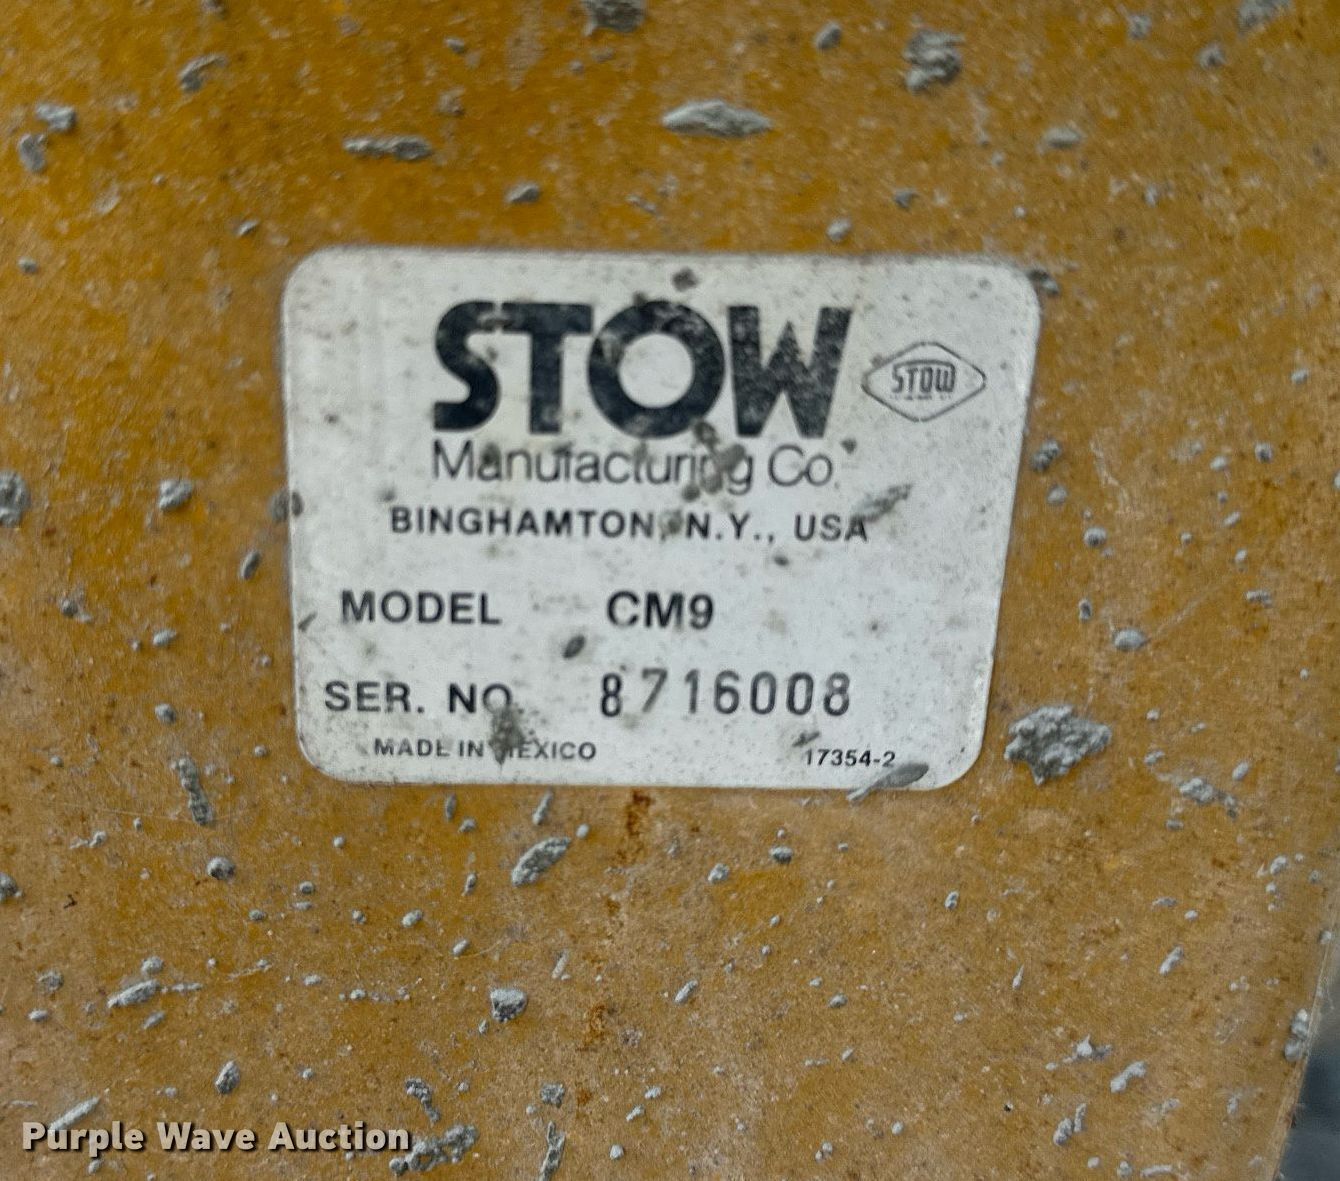 STOW
STOW
Manufacturing Co.
BINGHAMTON, N.Y., USA
MODEL CM9
SER. NO. 8716008
MADE IN MEXICO 17354-2
Purple Wave Auction